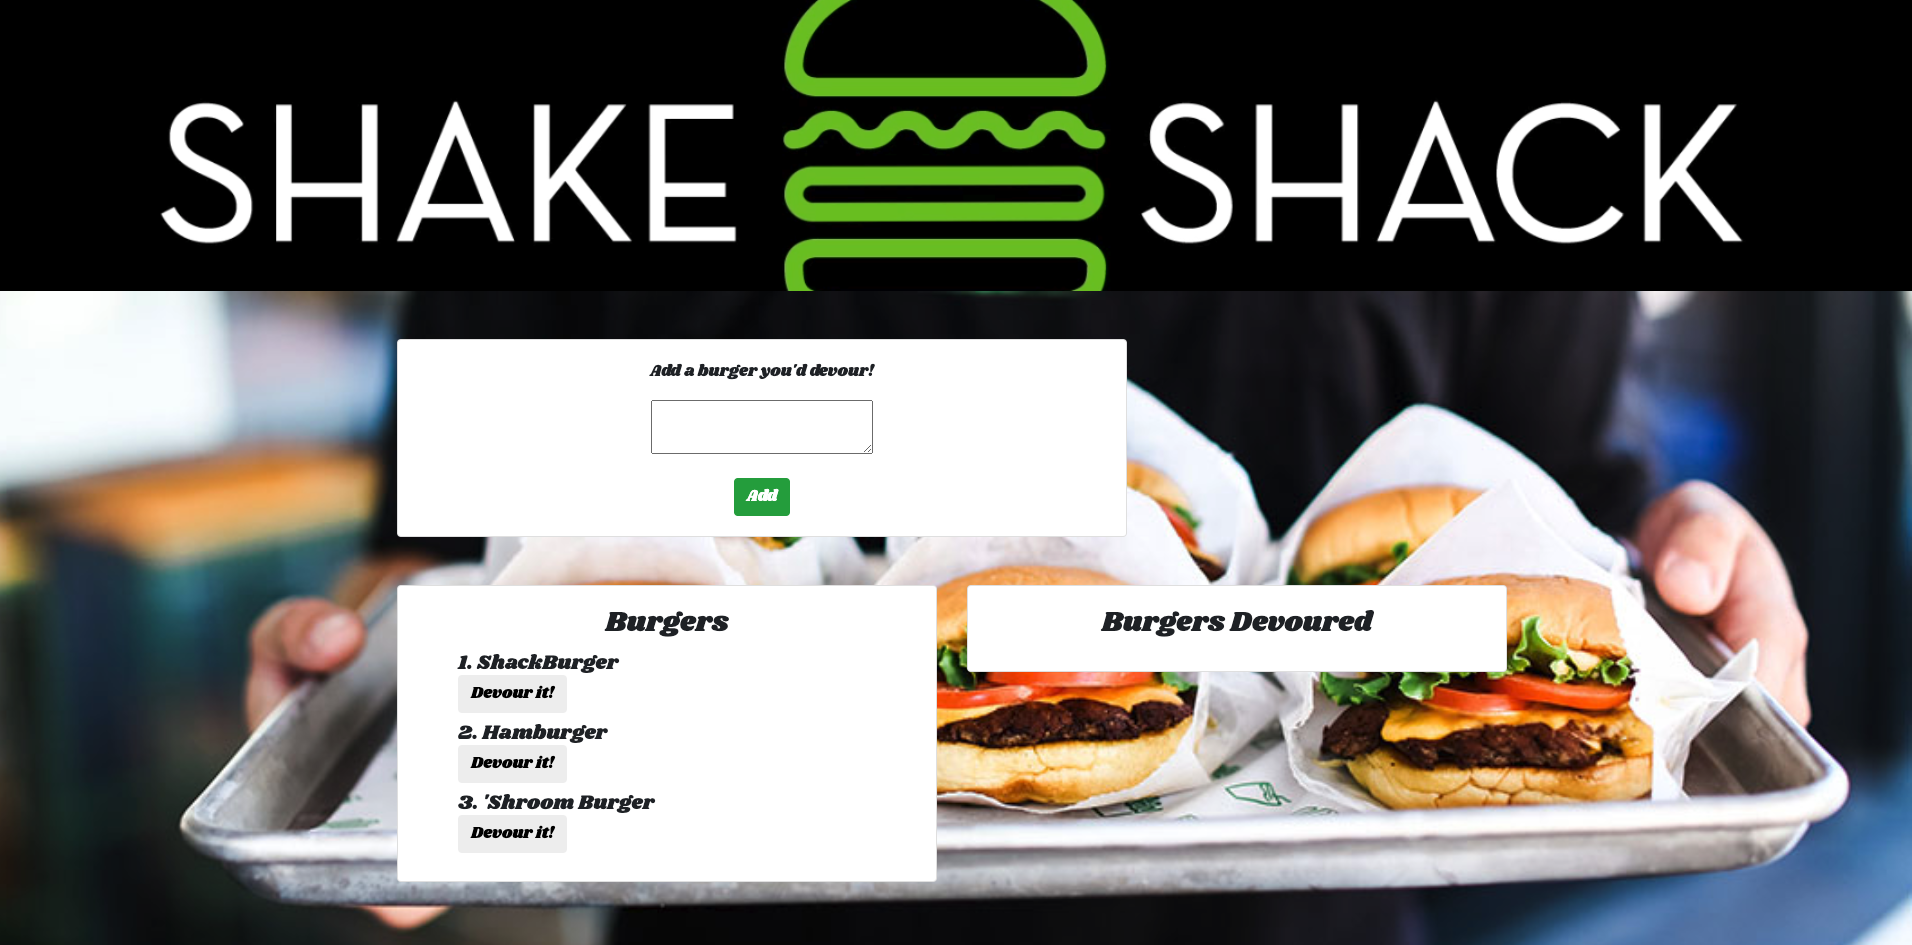 SHAKE SHACK
Add a burger you'd devour!
Add
Burgers
1. ShackBurger
Devour it!
2. Hamburger
Devour it!
3. 'Shroom Burger
Devour it!
Burgers Devoured